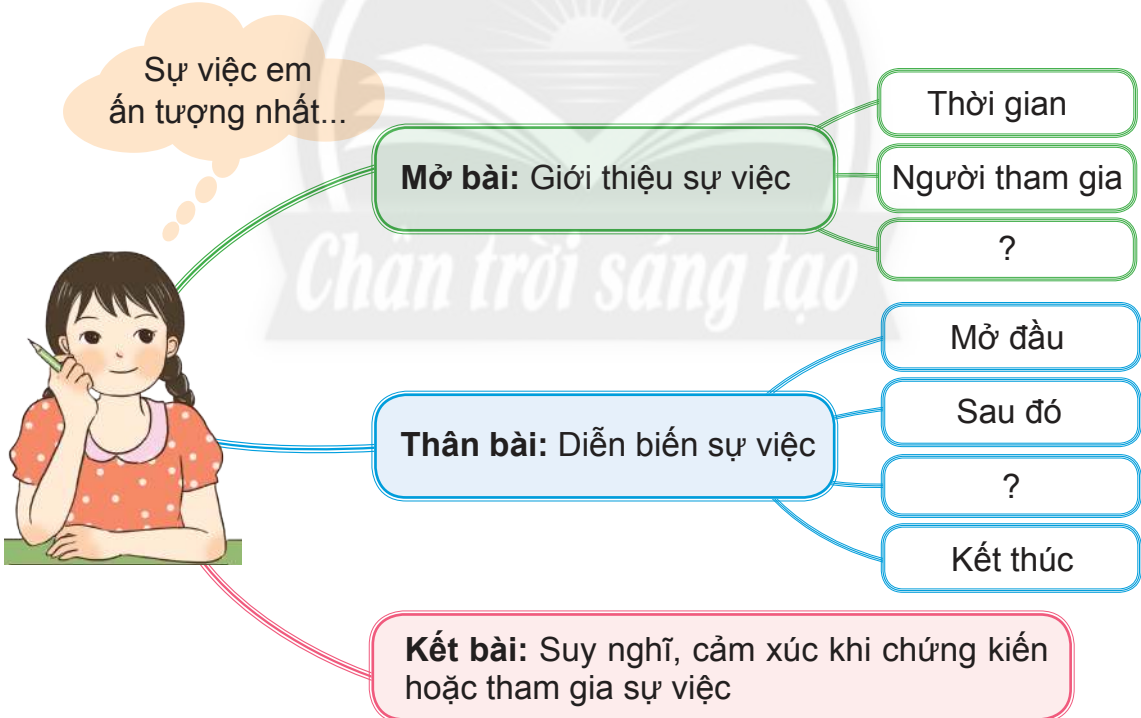 Sự việc em
ấn tượng nhất...
Mở bài: Giới thiệu sự việc
Thời gian
Người tham gia
?
Chân trời sáng tạo
Thân bài: Diễn biến sự việc
Mở đầu
Sau đó
?
Kết thúc
Kết bài: Suy nghĩ, cảm xúc khi chứng kiến
hoặc tham gia sự việc